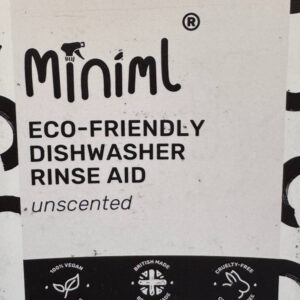 Miniml®
ECO-FRIENDLY
DISHWASHER
RINSE AID
unscented
100% VEGAN
BRITISH MADE
CRUELTY-FREE